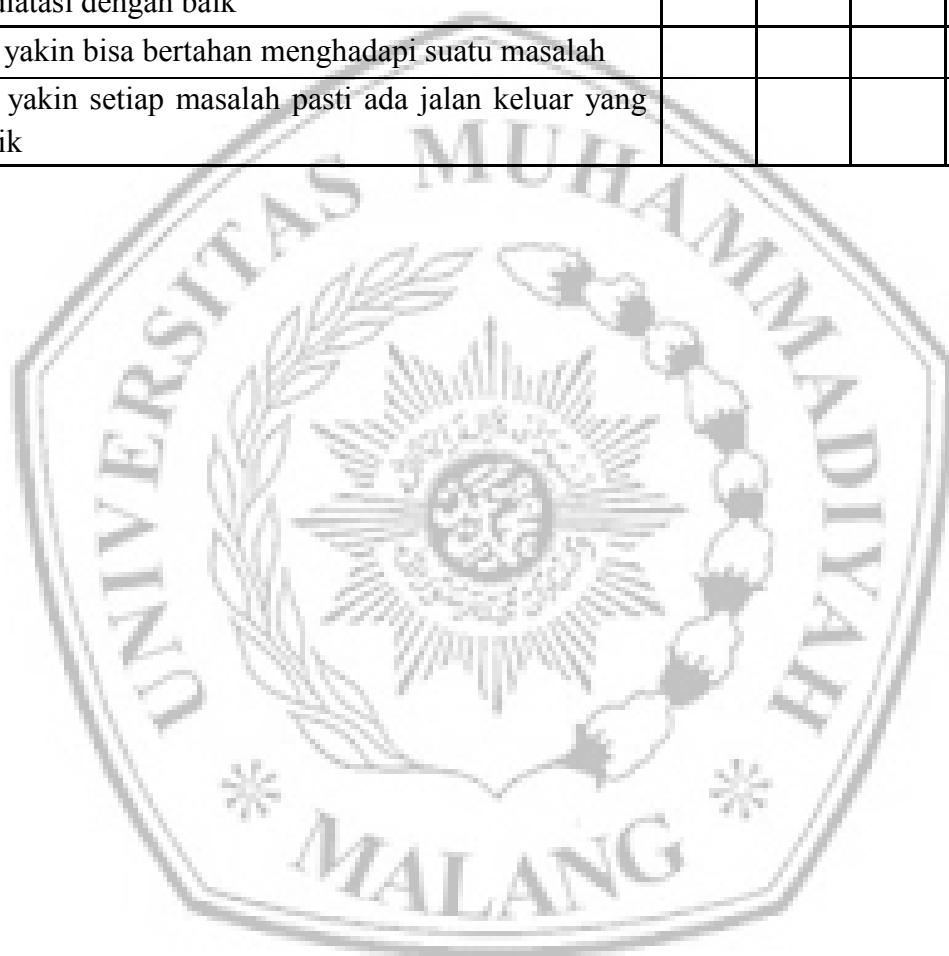 diatasi dengan baik
yakin bisa bertahan menghadapi suatu masalah
yakin setiap masalah pasti ada jalan keluar yang
ik
UNIVERSITAS MUHAMMADIYAH
MALANG